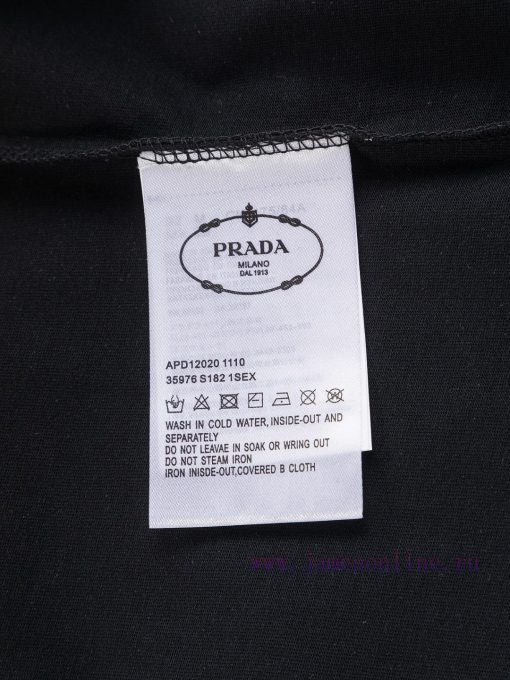 PRADA
MILANO
DAL 1913
APD12020 1110
35976 S182 1SEX
WASH IN COLD WATER,INSIDE-OUT AND
SEPARATELY
DO NOT LEAVAE IN SOAK OR WRING OUT
DO NOT STEAM IRON
IRON INISDE-OUT,COVERED B CLOTH